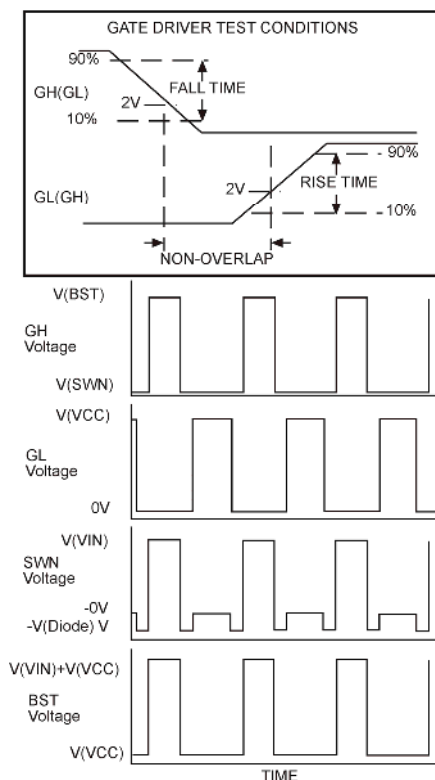 GATE DRIVER TEST CONDITIONS
90%
FALL TIME
GH(GL)
2V
10%
90%
2V
RISE TIME
GL(GH)
10%
NON-OVERLAP
V(BST)
GH
Voltage
V(SWN)
V(VCC)
GL
Voltage
0V
V(VIN)
SWN
Voltage
-0V
-V(Diode) V
V(VIN)+V(VCC)
BST
Voltage
V(VCC)
TIME